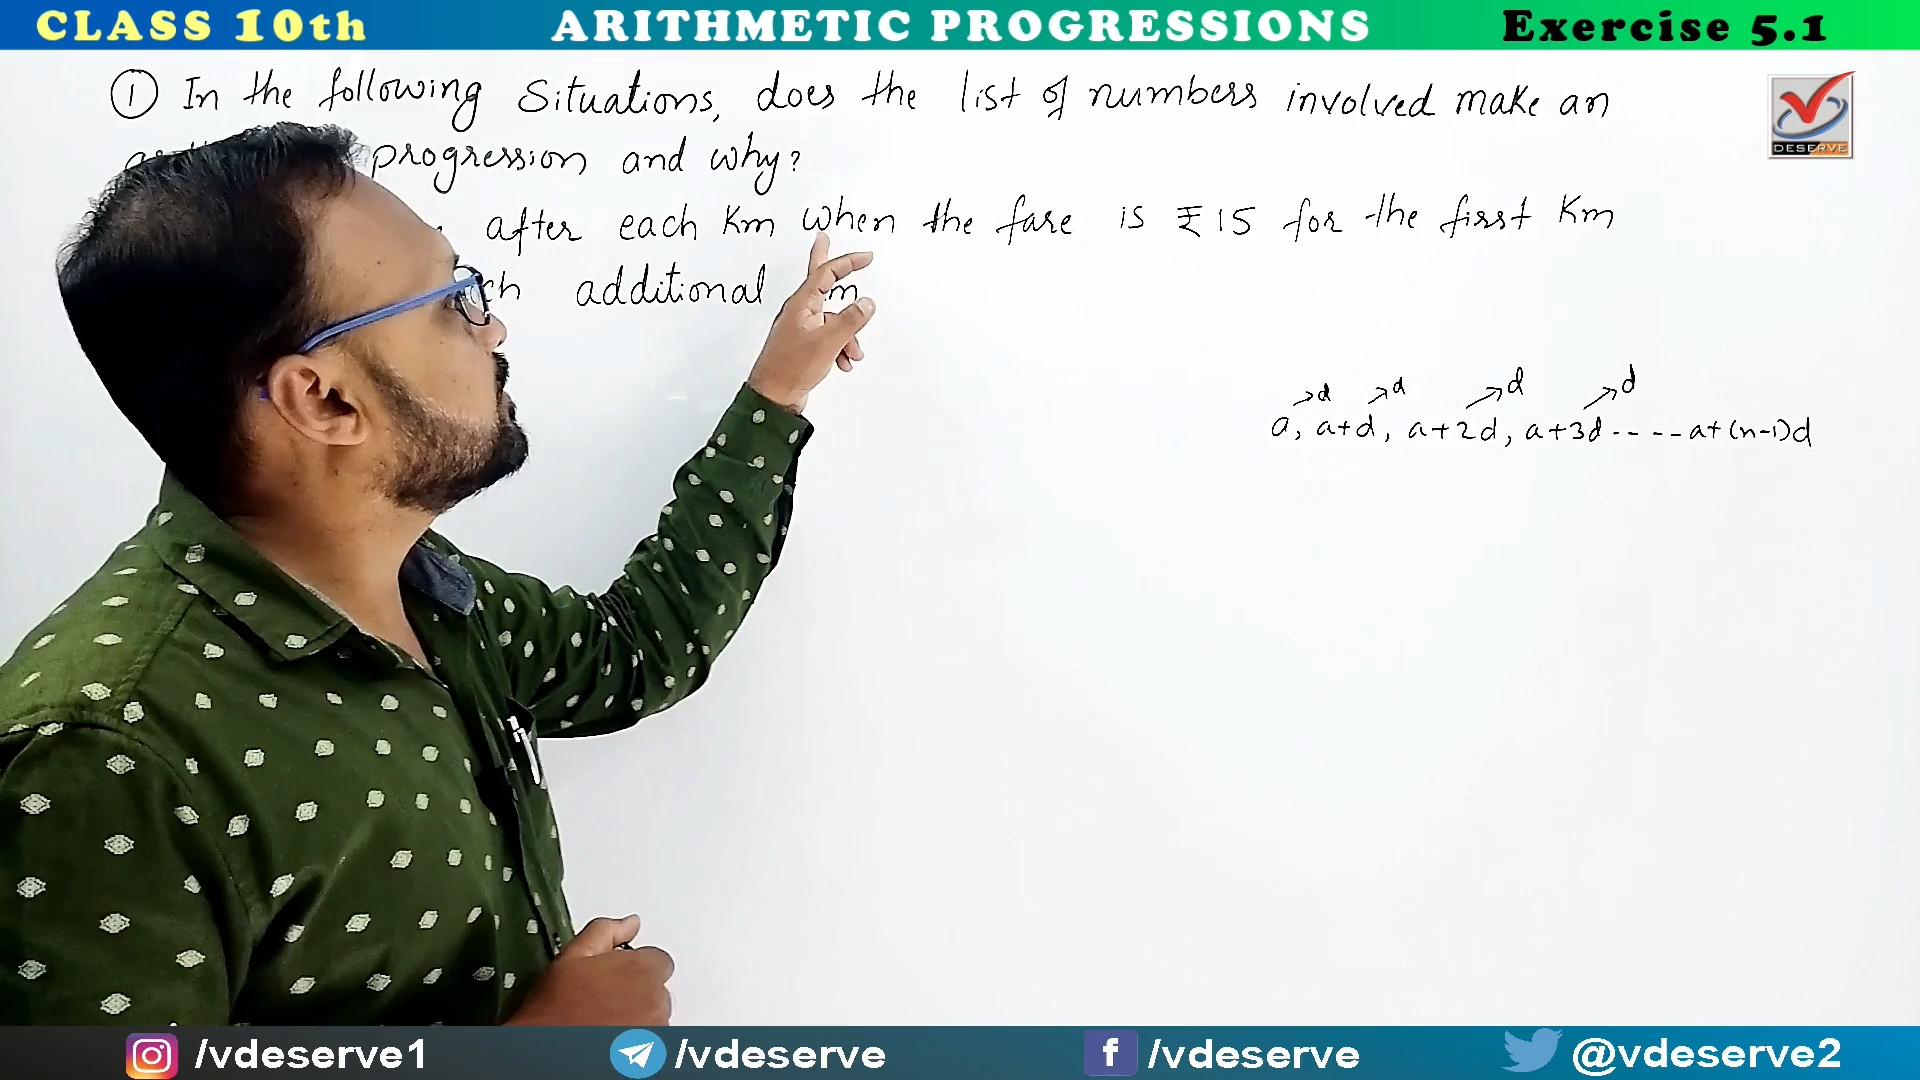 CLASS 10th ARITHMETIC PROGRESSIONS Exercise 5.1
① In the following Situations, does the list of numbers involved make an
progression and why?
after each Km when the fare is ₹15 for the first Km
additional
DESERVE
d d d d
a, a+d, a+2d, a+3d ---- a+(n-1)d
/vdeserve1 /vdeserve /vdeserve @vdeserve2